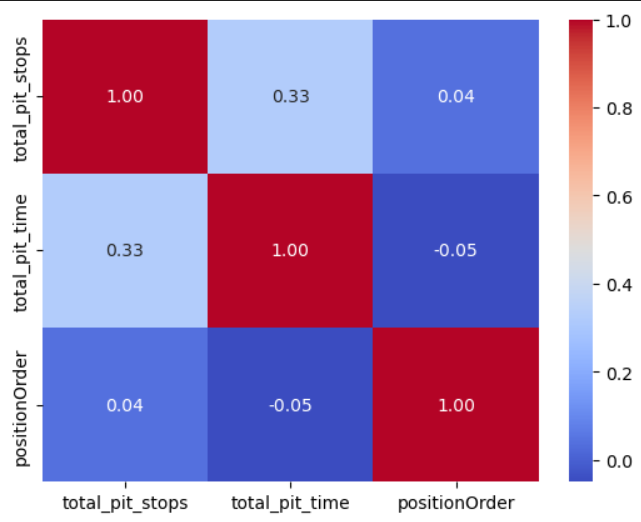 total_pit_stops
1.00
0.33
0.04
total_pit_time
0.33
1.00
-0.05
positionOrder
0.04
-0.05
1.00
total_pit_stops
total_pit_time
positionOrder
1.0
0.8
0.6
0.4
0.2
0.0